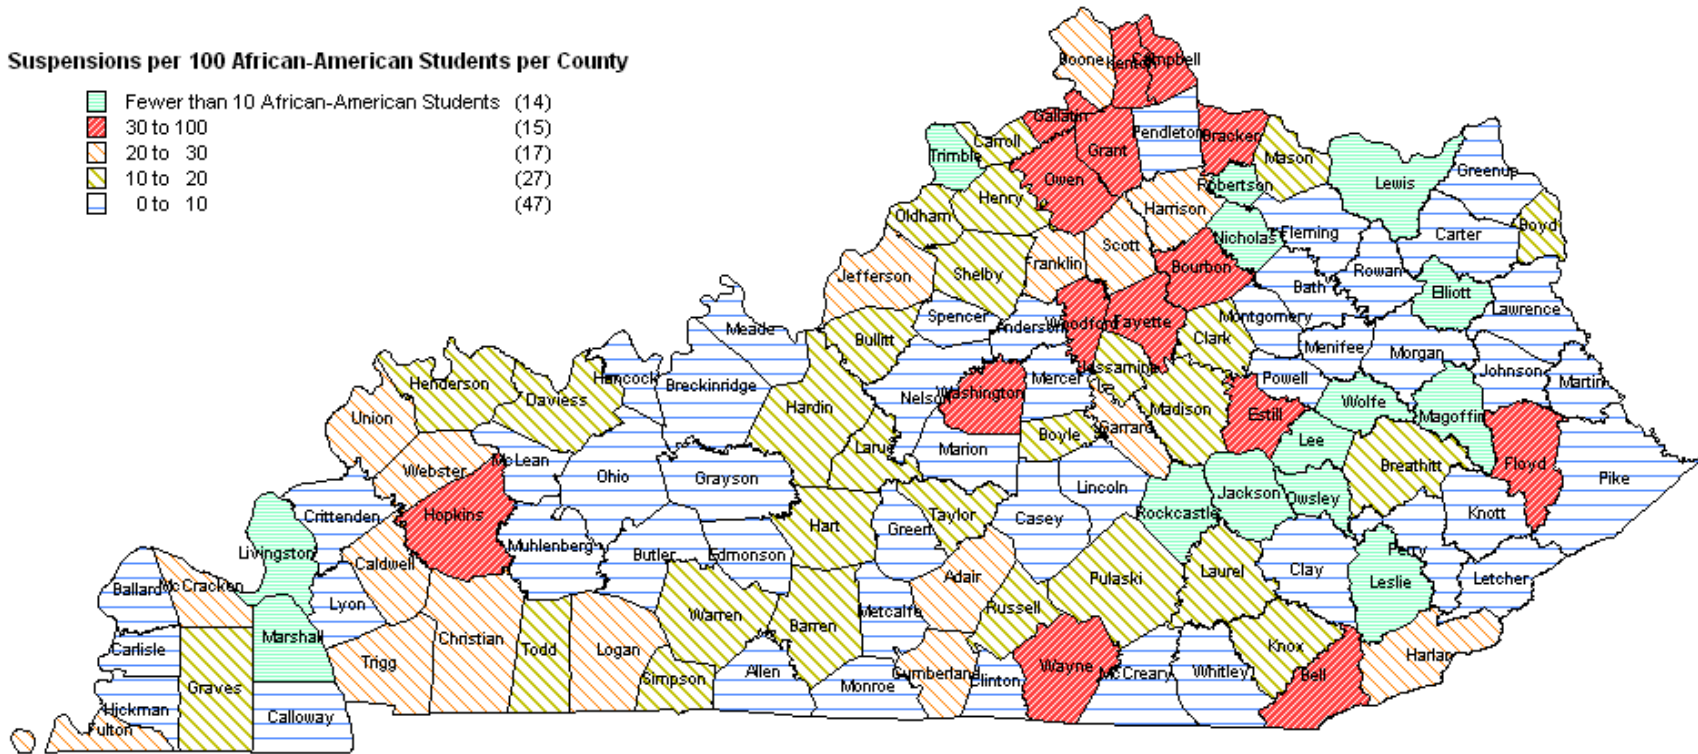 Suspensions per 100 African-American Students per County
Fewer than 10 African-American Students (14)
30 to 100 (15)
20 to 30 (17)
10 to 20 (27)
0 to 10 (47)
Boone
Kenton
Campbell
Gallatin
Pendleton
Bracken
Carroll
Grant
Mason
Trimble
Owen
Robertson
Lewis
Greenup
Henry
Harrison
Oldham
Nicholas
Fleming
Carter
Boyd
Scott
Jefferson
Shelby
Franklin
Bourbon
Rowan
Bath
Elliott
Lawrence
Meade
Spencer
Anderson
Woodford
Fayette
Montgomery
Bullitt
Clark
Menifee
Morgan
Hancock
Breckinridge
Henderson
Daviess
Nelson
Washington
Mercer
Jessamine
Powell
Johnson
Martin
Union
Hardin
Madison
Estill
Wolfe
Magoffin
Boyle
Garrard
Lee
Larue
Marion
Webster
McLean
Ohio
Grayson
Breathitt
Floyd
Pike
Lincoln
Jackson
Owsley
Crittenden
Hopkins
Hart
Green
Taylor
Casey
Rockcastle
Knott
Livingston
Muhlenberg
Butler
Edmonson
Perry
Caldwell
Adair
Pulaski
Laurel
Clay
Leslie
Letcher
Ballard
McCracken
Lyon
Warren
Barren
Metcalfe
Russell
Marshall
Christian
Todd
Logan
Knox
Carlisle
Trigg
Simpson
Allen
Cumberland
Clinton
Wayne
McCreary
Whitley
Bell
Harlan
Graves
Monroe
Hickman
Calloway
Fulton